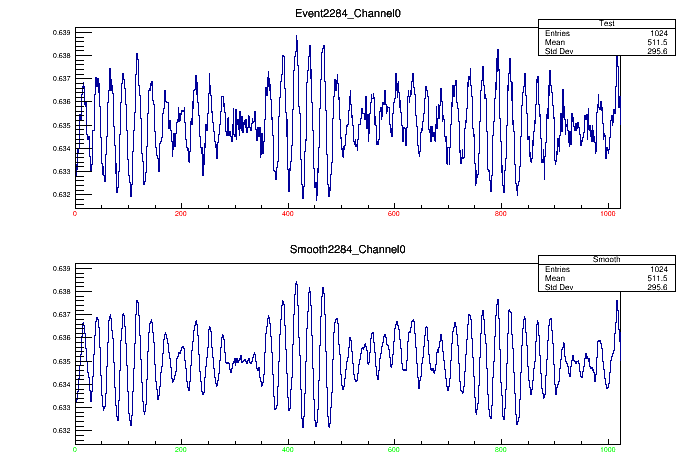 Event2284_Channel0
Test
Entries 1024
Mean 511.5
Std Dev 295.6
0.639
0.638
0.637
0.636
0.635
0.634
0.633
0.632
0 200 400 600 800 1000
Smooth2284_Channel0
Smooth
Entries 1024
Mean 511.5
Std Dev 295.6
0.639
0.638
0.637
0.636
0.635
0.634
0.633
0.632
0 200 400 600 800 1000